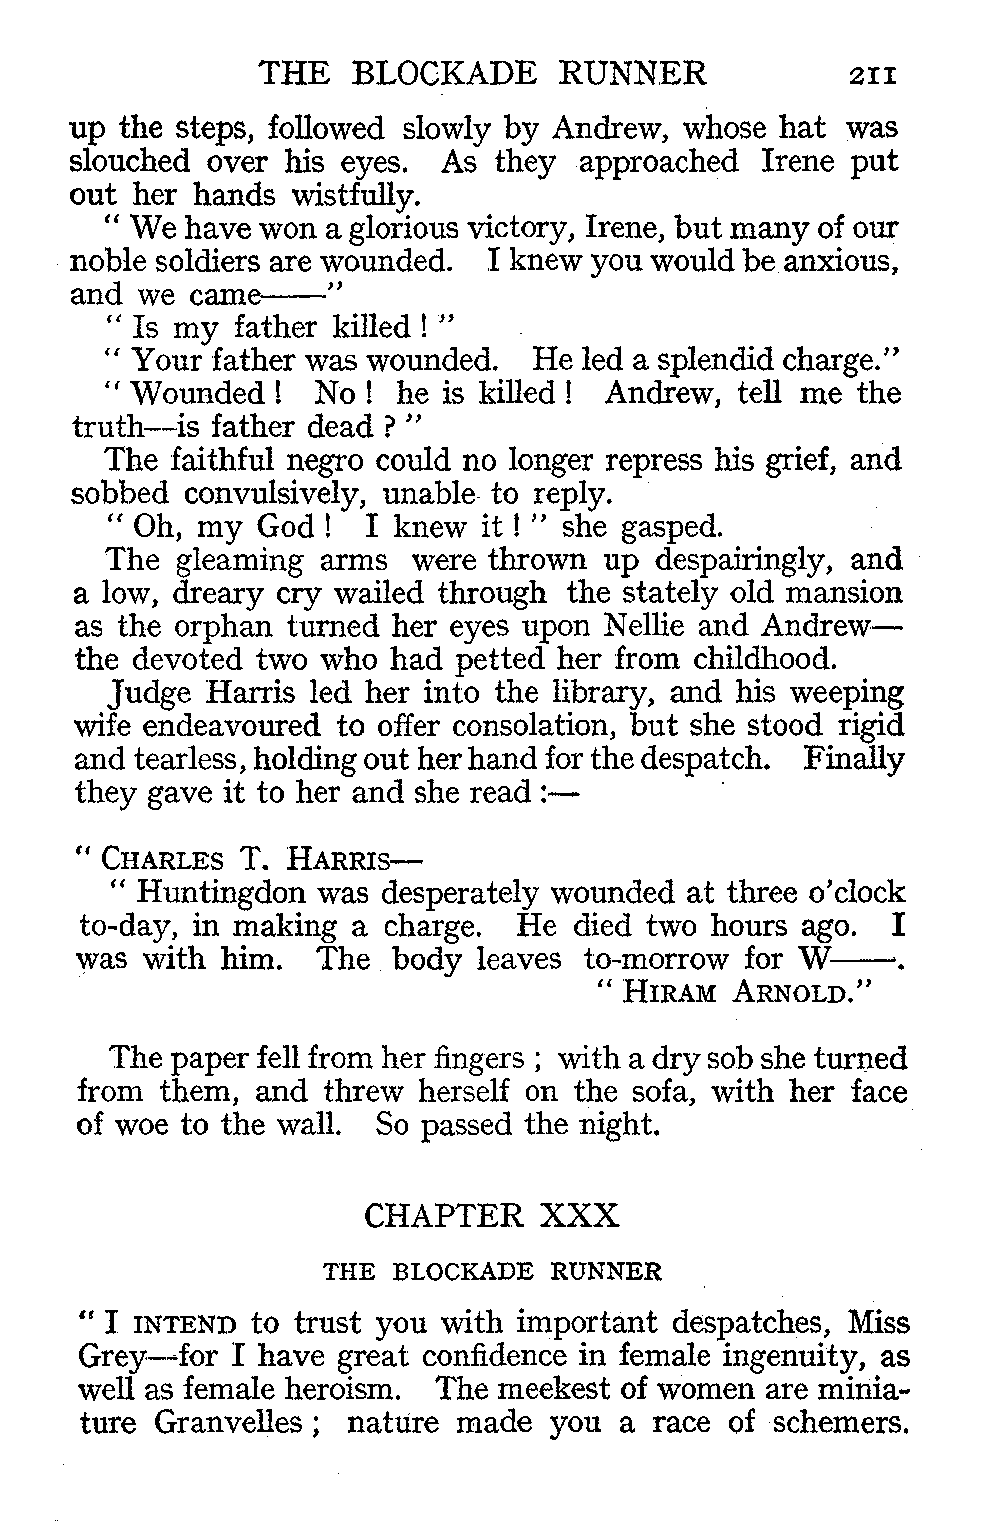 THE BLOCKADE RUNNER 211
up the steps, followed slowly by Andrew, whose hat was
slouched over his eyes. As they approached Irene put
out her hands wistfully.
“ We have won a glorious victory, Irene, but many of our
noble soldiers are wounded. I knew you would be anxious,
and we came——”
“ Is my father killed ! ”
“ Your father was wounded. He led a splendid charge.”
“ Wounded ! No ! he is killed ! Andrew, tell me the
truth—is father dead ? ”
The faithful negro could no longer repress his grief, and
sobbed convulsively, unable to reply.
“ Oh, my God ! I knew it ! ” she gasped.
The gleaming arms were thrown up despairingly, and
a low, dreary cry wailed through the stately old mansion
as the orphan turned her eyes upon Nellie and Andrew—
the devoted two who had petted her from childhood.
Judge Harris led her into the library, and his weeping
wife endeavoured to offer consolation, but she stood rigid
and tearless, holding out her hand for the despatch. Finally
they gave it to her and she read :—
“ CHARLES T. HARRIS—
“ Huntingdon was desperately wounded at three o’clock
to-day, in making a charge. He died two hours ago. I
was with him. The body leaves to-morrow for W——.
“ HIRAM ARNOLD.”
The paper fell from her fingers ; with a dry sob she turned
from them, and threw herself on the sofa, with her face
of woe to the wall. So passed the night.
CHAPTER XXX
THE BLOCKADE RUNNER
“ I INTEND to trust you with important despatches, Miss
Grey—for I have great confidence in female ingenuity, as
well as female heroism. The meekest of women are minia-
ture Granvelles ; nature made you a race of schemers.